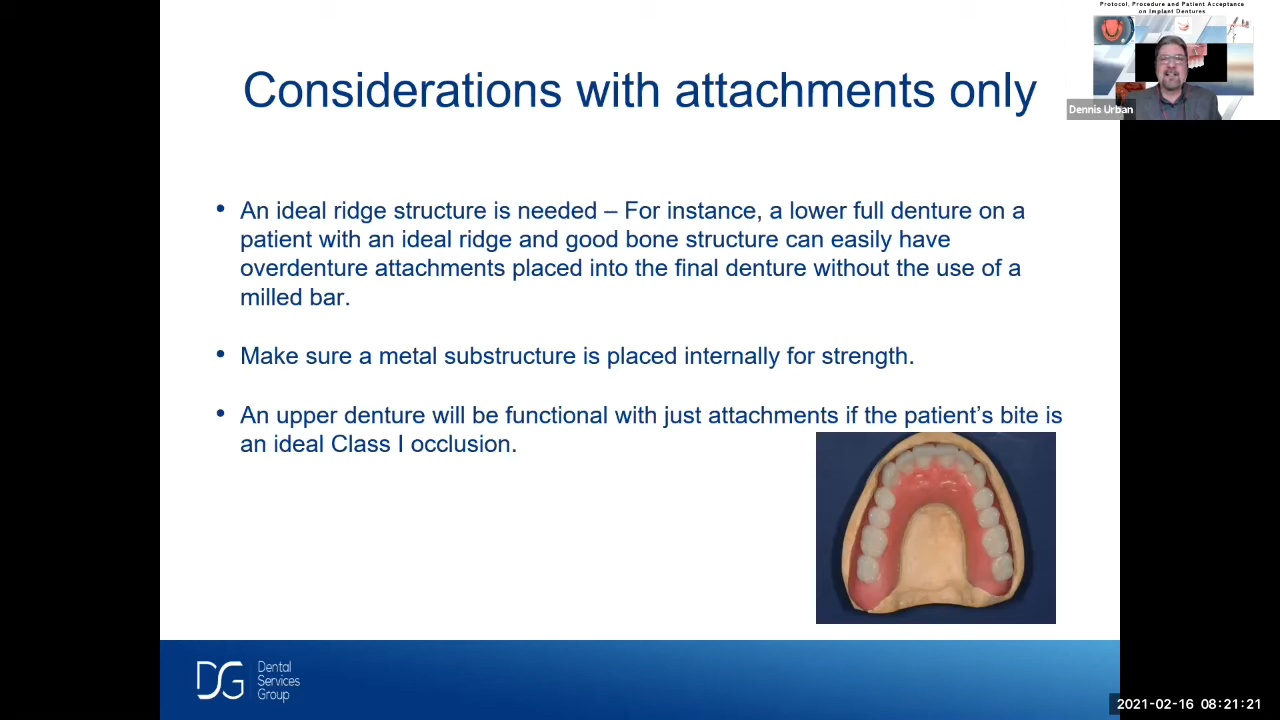 Protocol, Procedure and Patient Acceptance
on Implant Dentures
Dennis Urban
Considerations with attachments only
• An ideal ridge structure is needed – For instance, a lower full denture on a
patient with an ideal ridge and good bone structure can easily have
overdenture attachments placed into the final denture without the use of a
milled bar.
• Make sure a metal substructure is placed internally for strength.
• An upper denture will be functional with just attachments if the patient’s bite is
an ideal Class I occlusion.
DG
Dental
Services
Group
2021-02-16 08:21:21